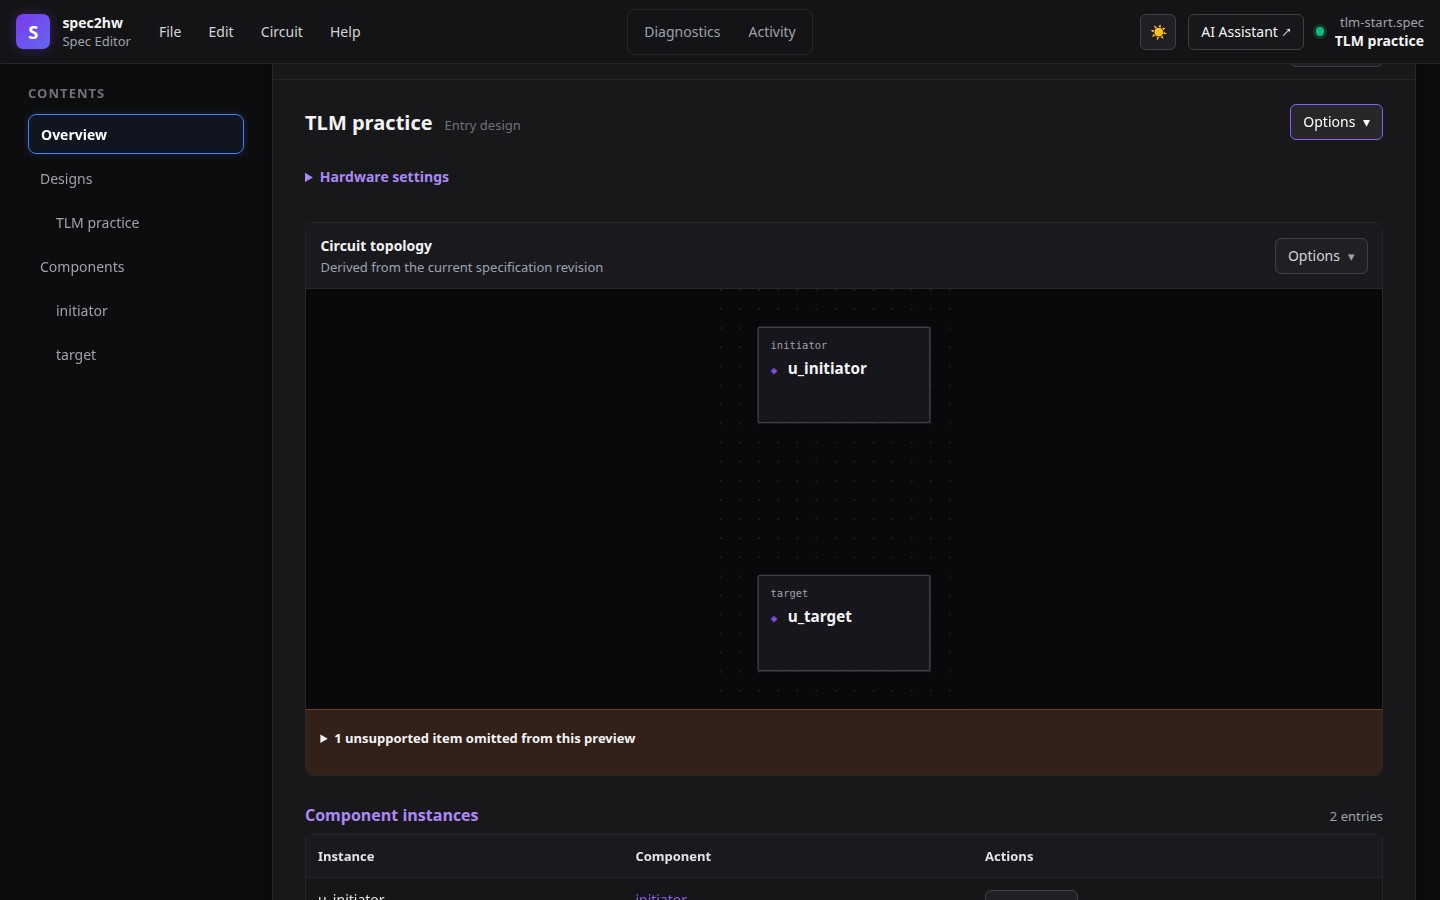 S
spec2hw
Spec Editor
File
Edit
Circuit
Help
Diagnostics
Activity
AI Assistant ↗
tlm-start.spec
TLM practice
CONTENTS
Overview
Designs
TLM practice
Components
initiator
target
TLM practice Entry design
Options ▾
▶ Hardware settings
Circuit topology
Derived from the current specification revision
Options ▾
initiator
u_initiator
target
u_target
▶ 1 unsupported item omitted from this preview
Component instances
2 entries
Instance Component Actions
u_initiator initiator